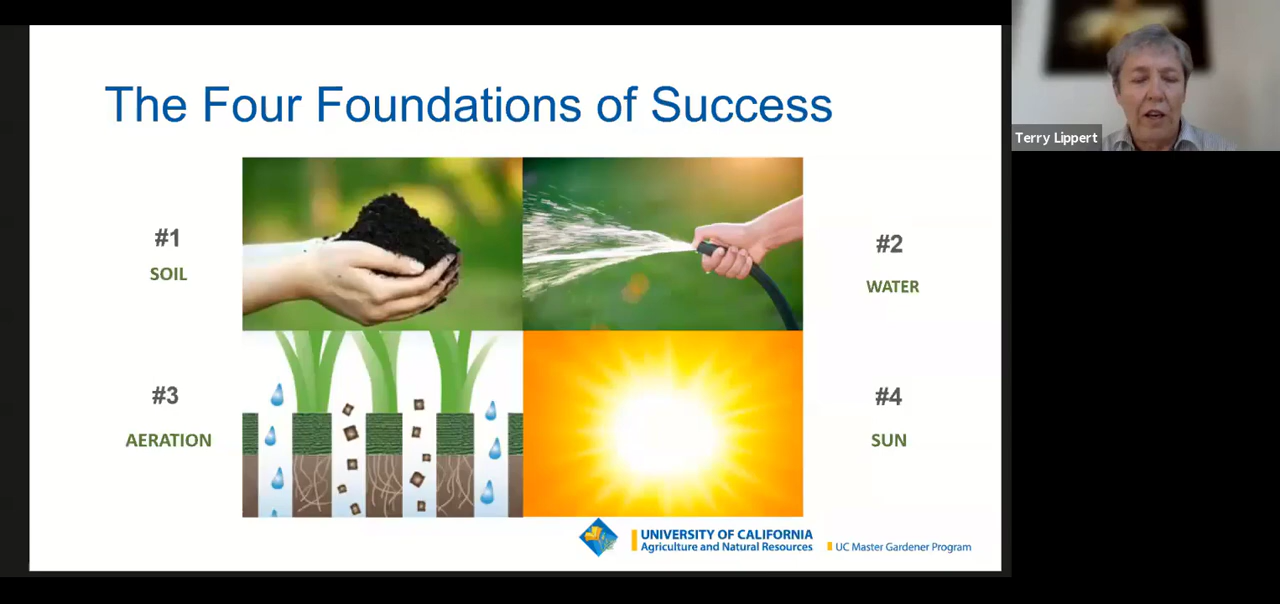 The Four Foundations of Success
Terry Lippert
#1
SOIL
#2
WATER
#3
AERATION
#4
SUN
UNIVERSITY OF CALIFORNIA
Agriculture and Natural Resources
UC Master Gardener Program